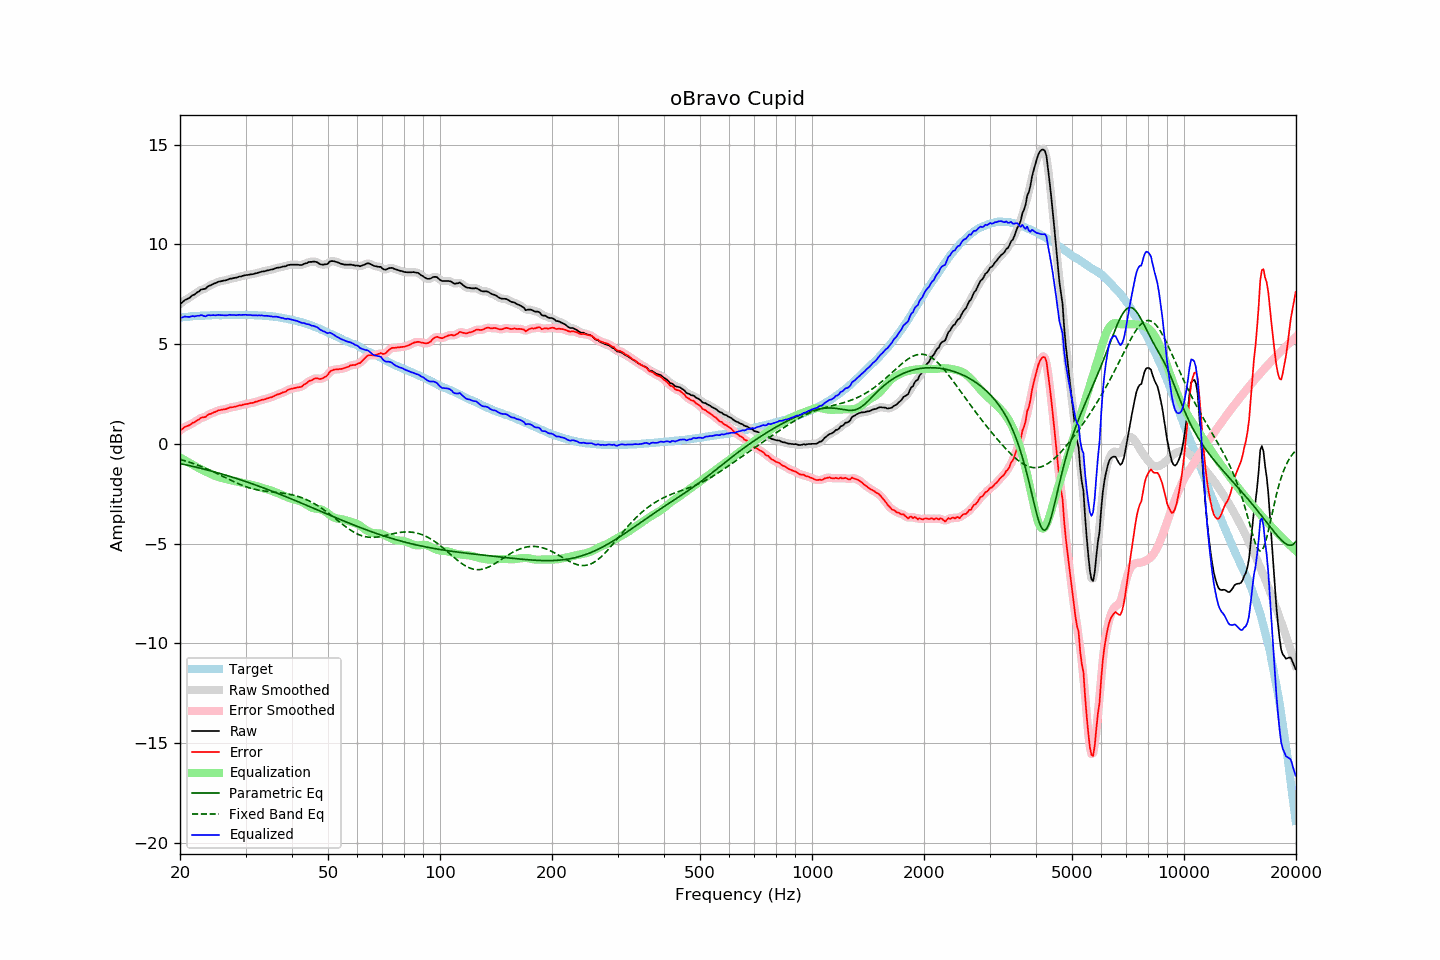 oBravo Cupid
Amplitude (dBr)
15
10
5
0
−5
−10
−15
−20
Target
Raw Smoothed
Error Smoothed
Raw
Error
Equalization
Parametric Eq
Fixed Band Eq
Equalized
20 50 100 200 500 1000 2000 5000 10000 20000
Frequency (Hz)